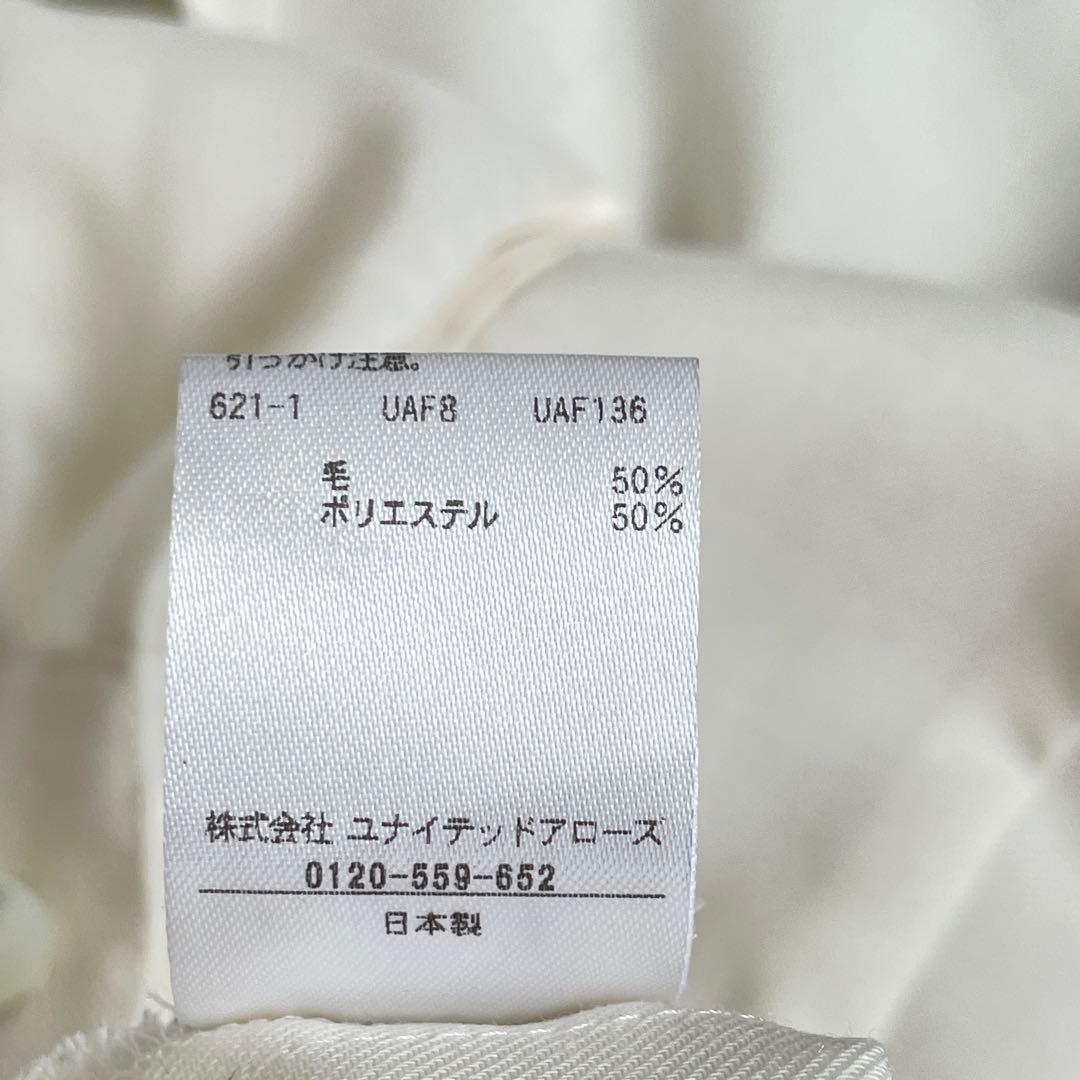 引っかけ注意。
621-1 UAF8 UAF136
毛 50%
ポリエステル 50%
株式会社 ユナイテッドアローズ
0120-559-652
日本製